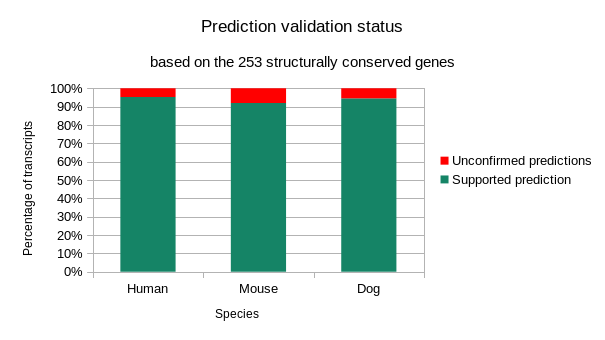 Prediction validation status
based on the 253 structurally conserved genes
Percentage of transcripts
100%
90%
80%
70%
60%
50%
40%
30%
20%
10%
0%
Human
Mouse
Dog
Species
Unconfirmed predictions
Supported prediction